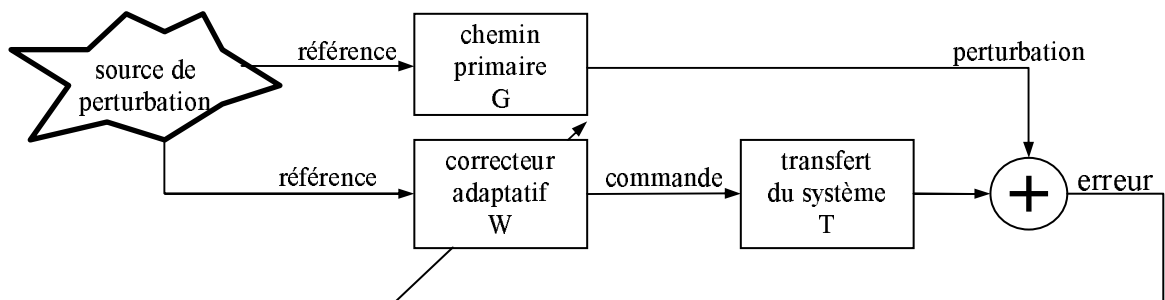 source de
perturbation
référence
chemin
primaire
G
perturbation
référence
correcteur
adaptatif
W
commande
transfert
du système
T
+
erreur